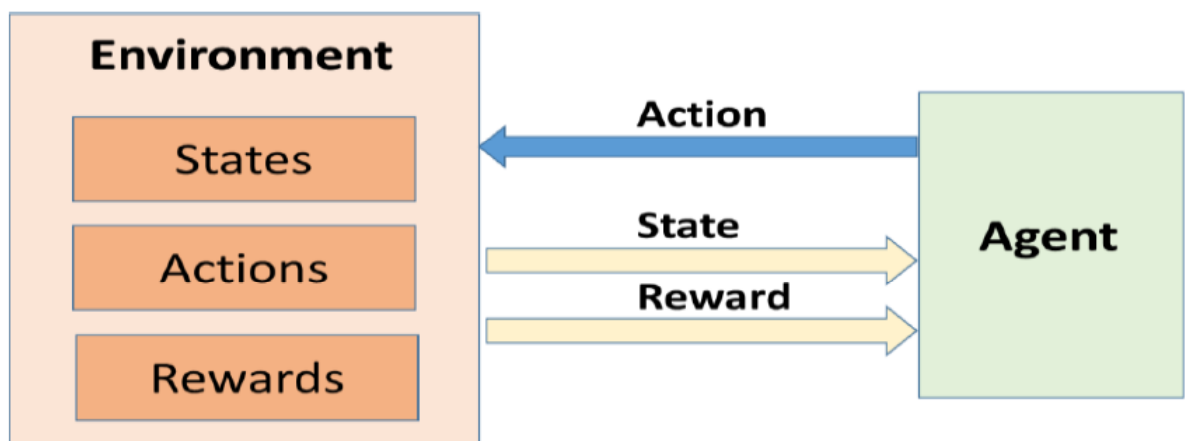 Environment
States
Actions
Rewards
Action
State
Reward
Agent